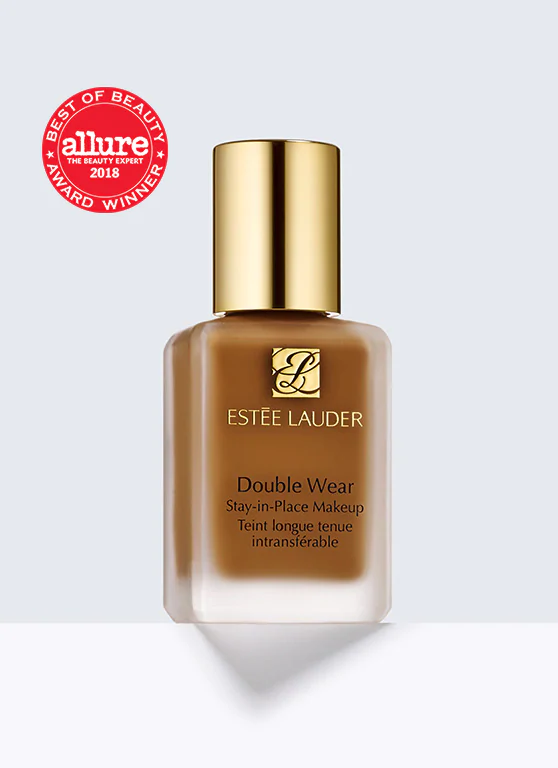 BEST OF BEAUTY
allure
THE BEAUTY EXPERT
2018
AWARD WINNER
ESTĒE LAUDER
Double Wear
Stay-in-Place Makeup
Teint longue tenue
intransférable